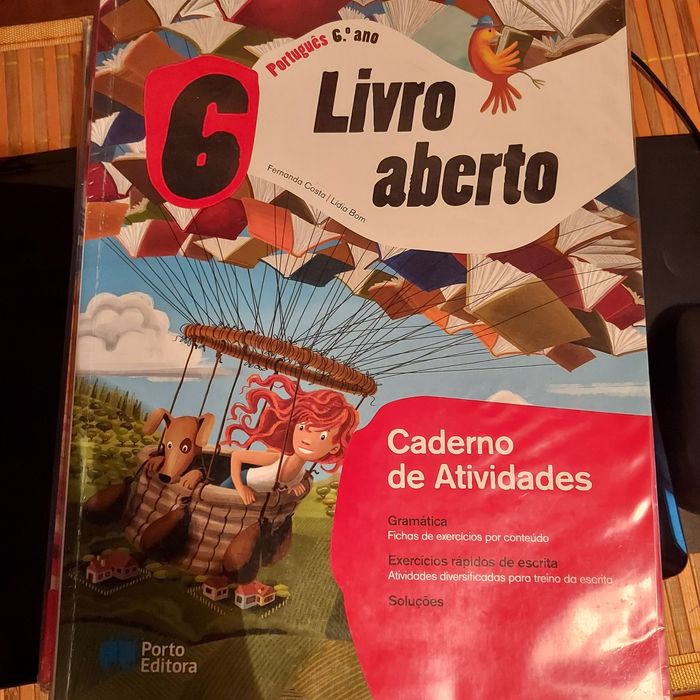 Português 6.º ano
6
Livro
aberto
Fernanda Costa | Lídia Bom
Caderno
de Atividades
Gramática
Fichas de exercícios por conteúdo
Exercícios rápidos de escrita
Atividades diversificadas para treino da escrita
Soluções
Porto
Editora